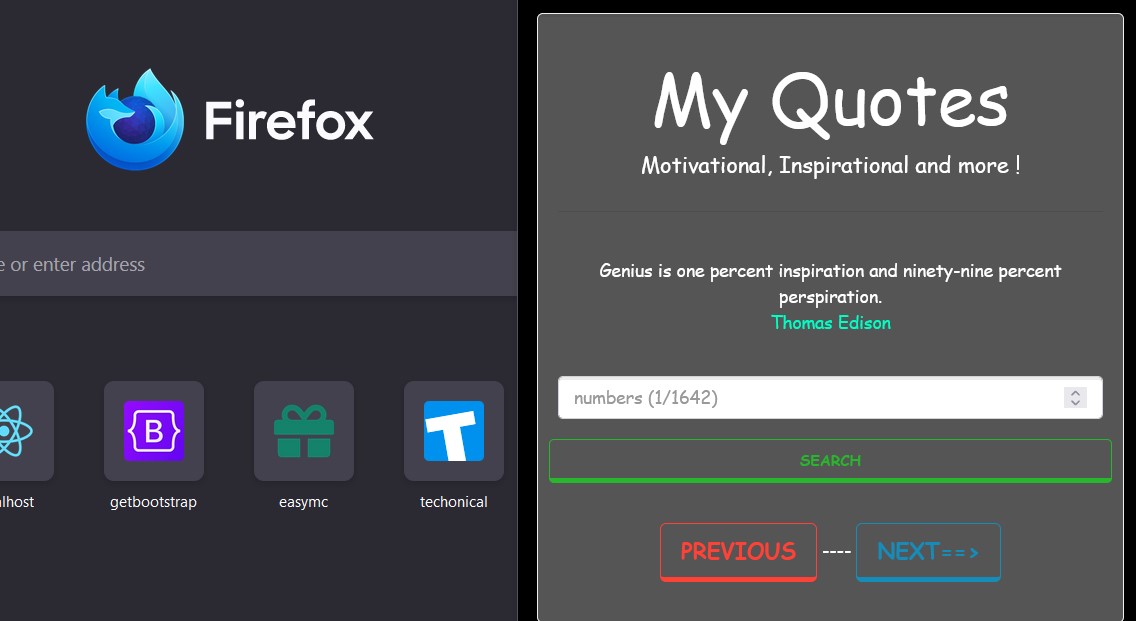 Firefox
e or enter address
B
lhost
getbootstrap
easymc
techonical
My Quotes
Motivational, Inspirational and more !
Genius is one percent inspiration and ninety-nine percent
perspiration.
Thomas Edison
numbers (1/1642)
SEARCH
PREVIOUS ---- NEXT==>